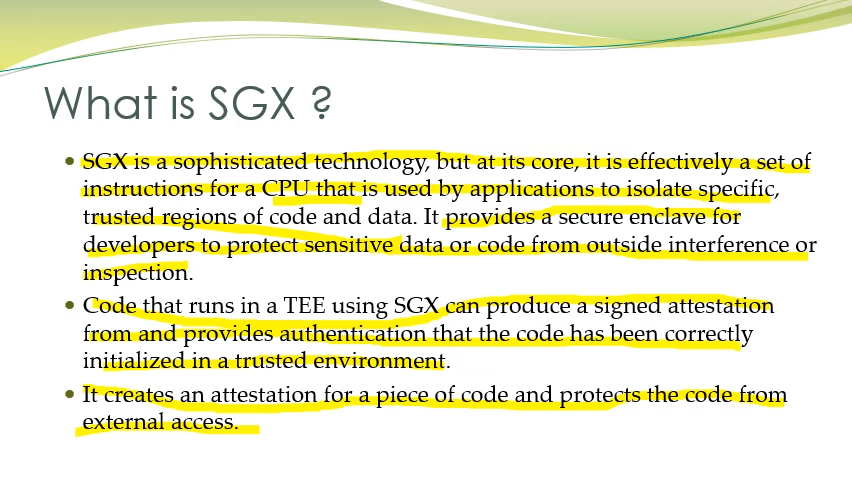 What is SGX ?
• SGX is a sophisticated technology, but at its core, it is effectively a set of
instructions for a CPU that is used by applications to isolate specific,
trusted regions of code and data. It provides a secure enclave for
developers to protect sensitive data or code from outside interference or
inspection.
• Code that runs in a TEE using SGX can produce a signed attestation
from and provides authentication that the code has been correctly
initialized in a trusted environment.
• It creates an attestation for a piece of code and protects the code from
external access.